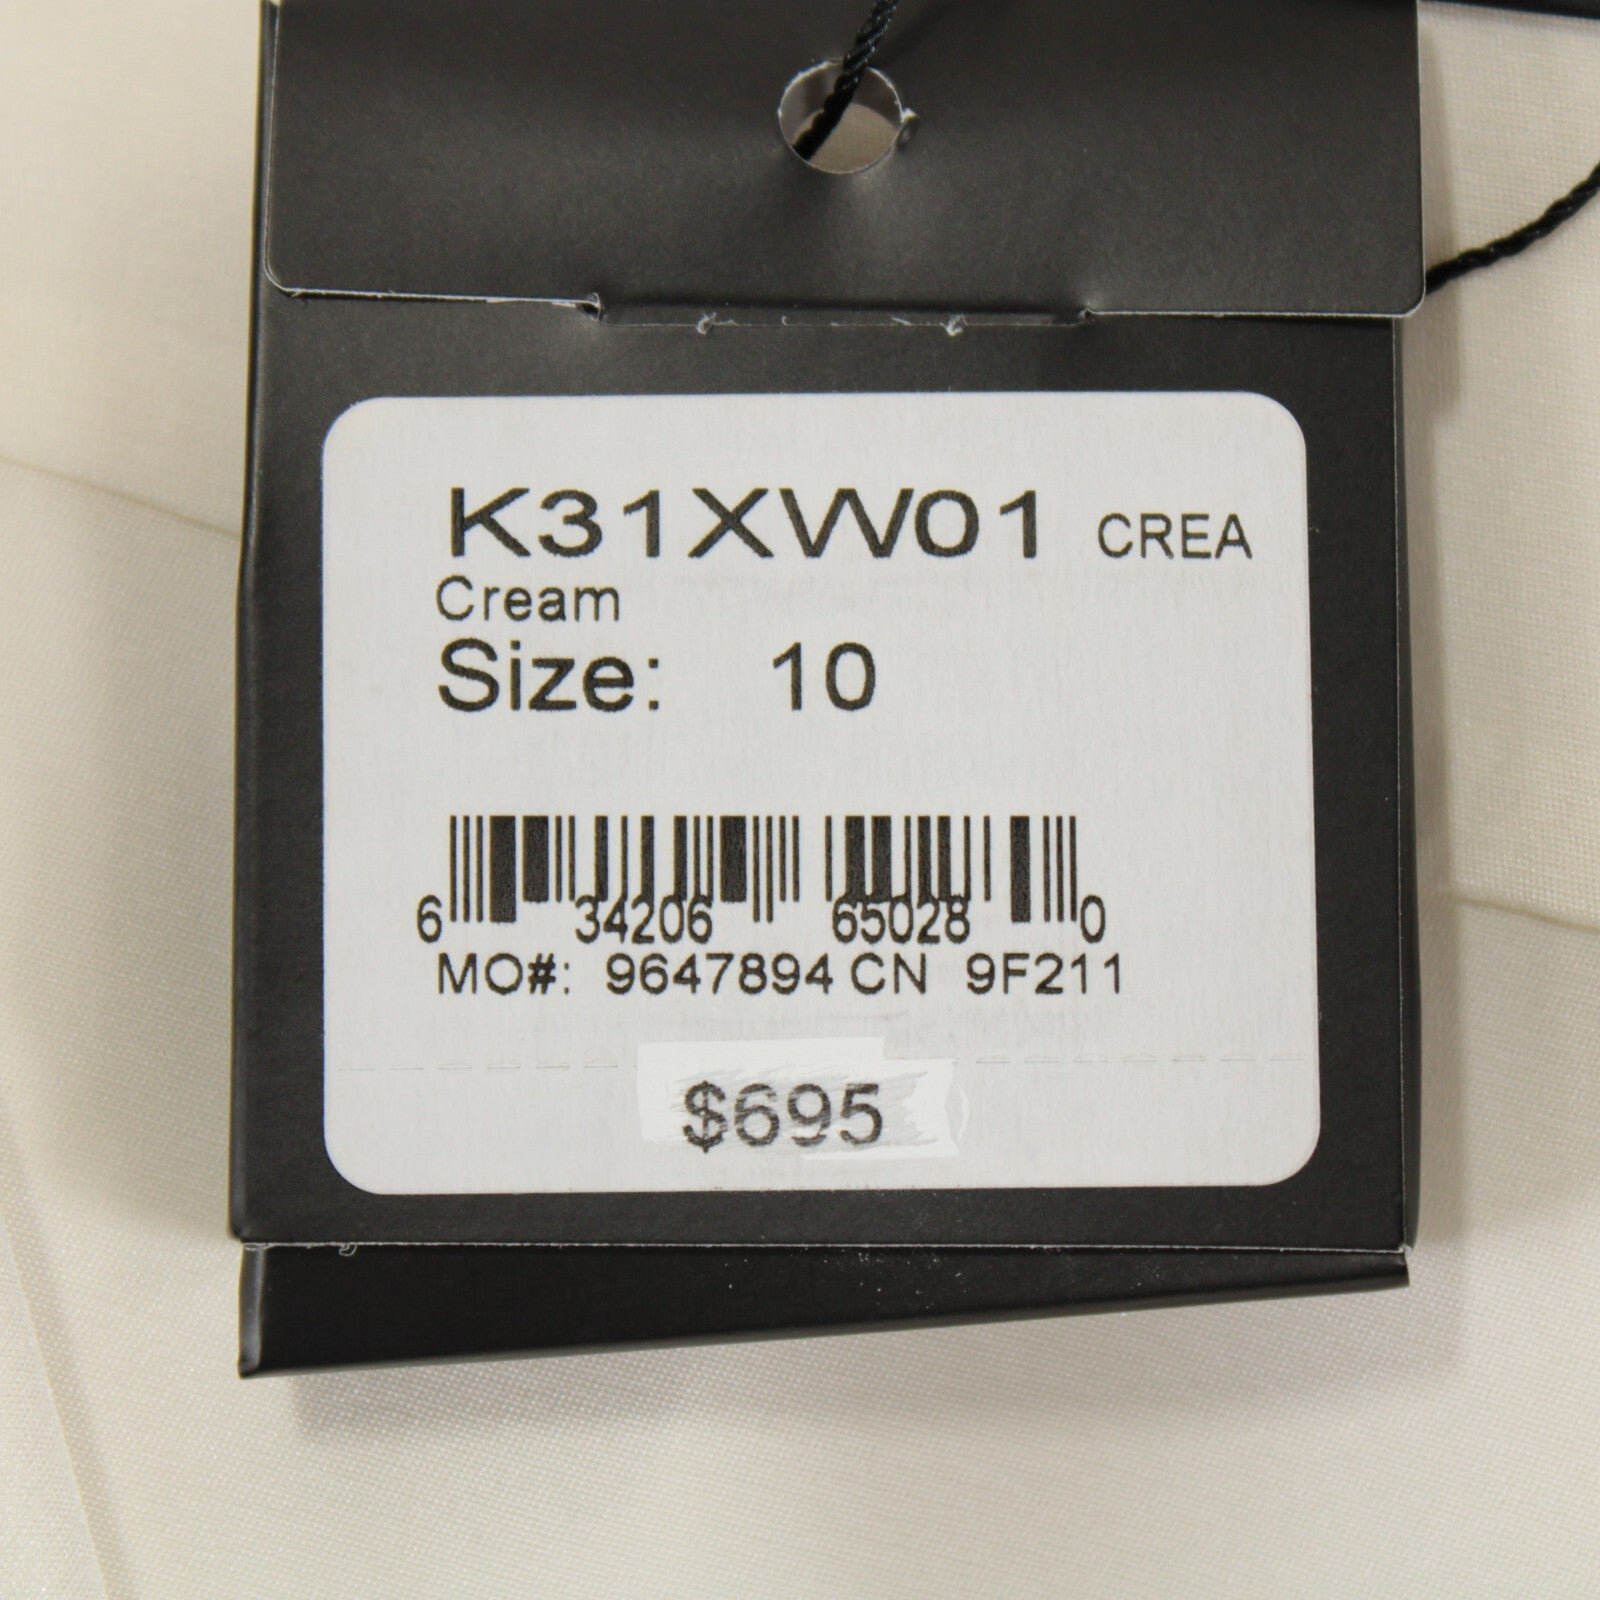 K31XW01 CREA
Cream
Size: 10
6 34206 65028 0
MO#: 9647894 CN 9F211
$695